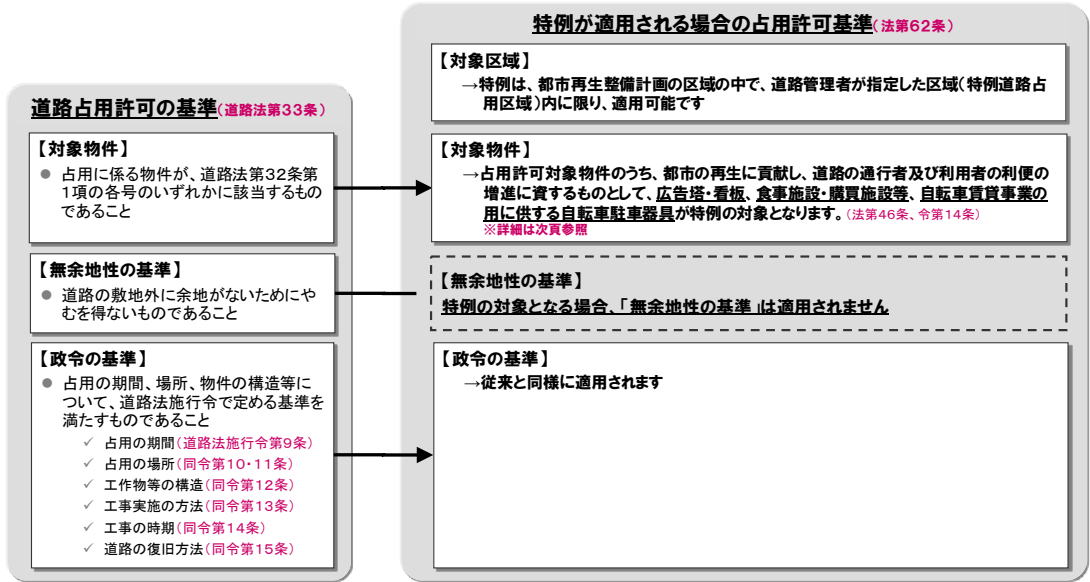 道路占用許可の基準(道路法第33条)
【対象物件】
● 占用に係る物件が、道路法第32条第
1項の各号のいずれかに該当するもの
であること
【無余地性の基準】
● 道路の敷地外に余地がないためにや
むを得ないものであること
【政令の基準】
● 占用の期間、場所、物件の構造等に
ついて、道路法施行令で定める基準を
満たすものであること
✓ 占用の期間(道路法施行令第9条)
✓ 占用の場所(同令第10・11条)
✓ 工作物等の構造(同令第12条)
✓ 工事実施の方法(同令第13条)
✓ 工事の時期(同令第14条)
✓ 道路の復旧方法(同令第15条)
特例が適用される場合の占用許可基準(法第62条)
【対象区域】
→特例は、都市再生整備計画の区域の中で、道路管理者が指定した区域(特例道路占
用区域)内に限り、適用可能です
【対象物件】
→占用許可対象物件のうち、都市の再生に貢献し、道路の通行者及び利用者の利便の
増進に資するものとして、広告塔・看板、食事施設・購買施設等、自転車賃貸事業の
用に供する自転車駐車器具が特例の対象となります。(法第46条、令第14条)
※詳細は次頁参照
【無余地性の基準】
特例の対象となる場合、「無余地性の基準」は適用されません
【政令の基準】
→従来と同様に適用されます